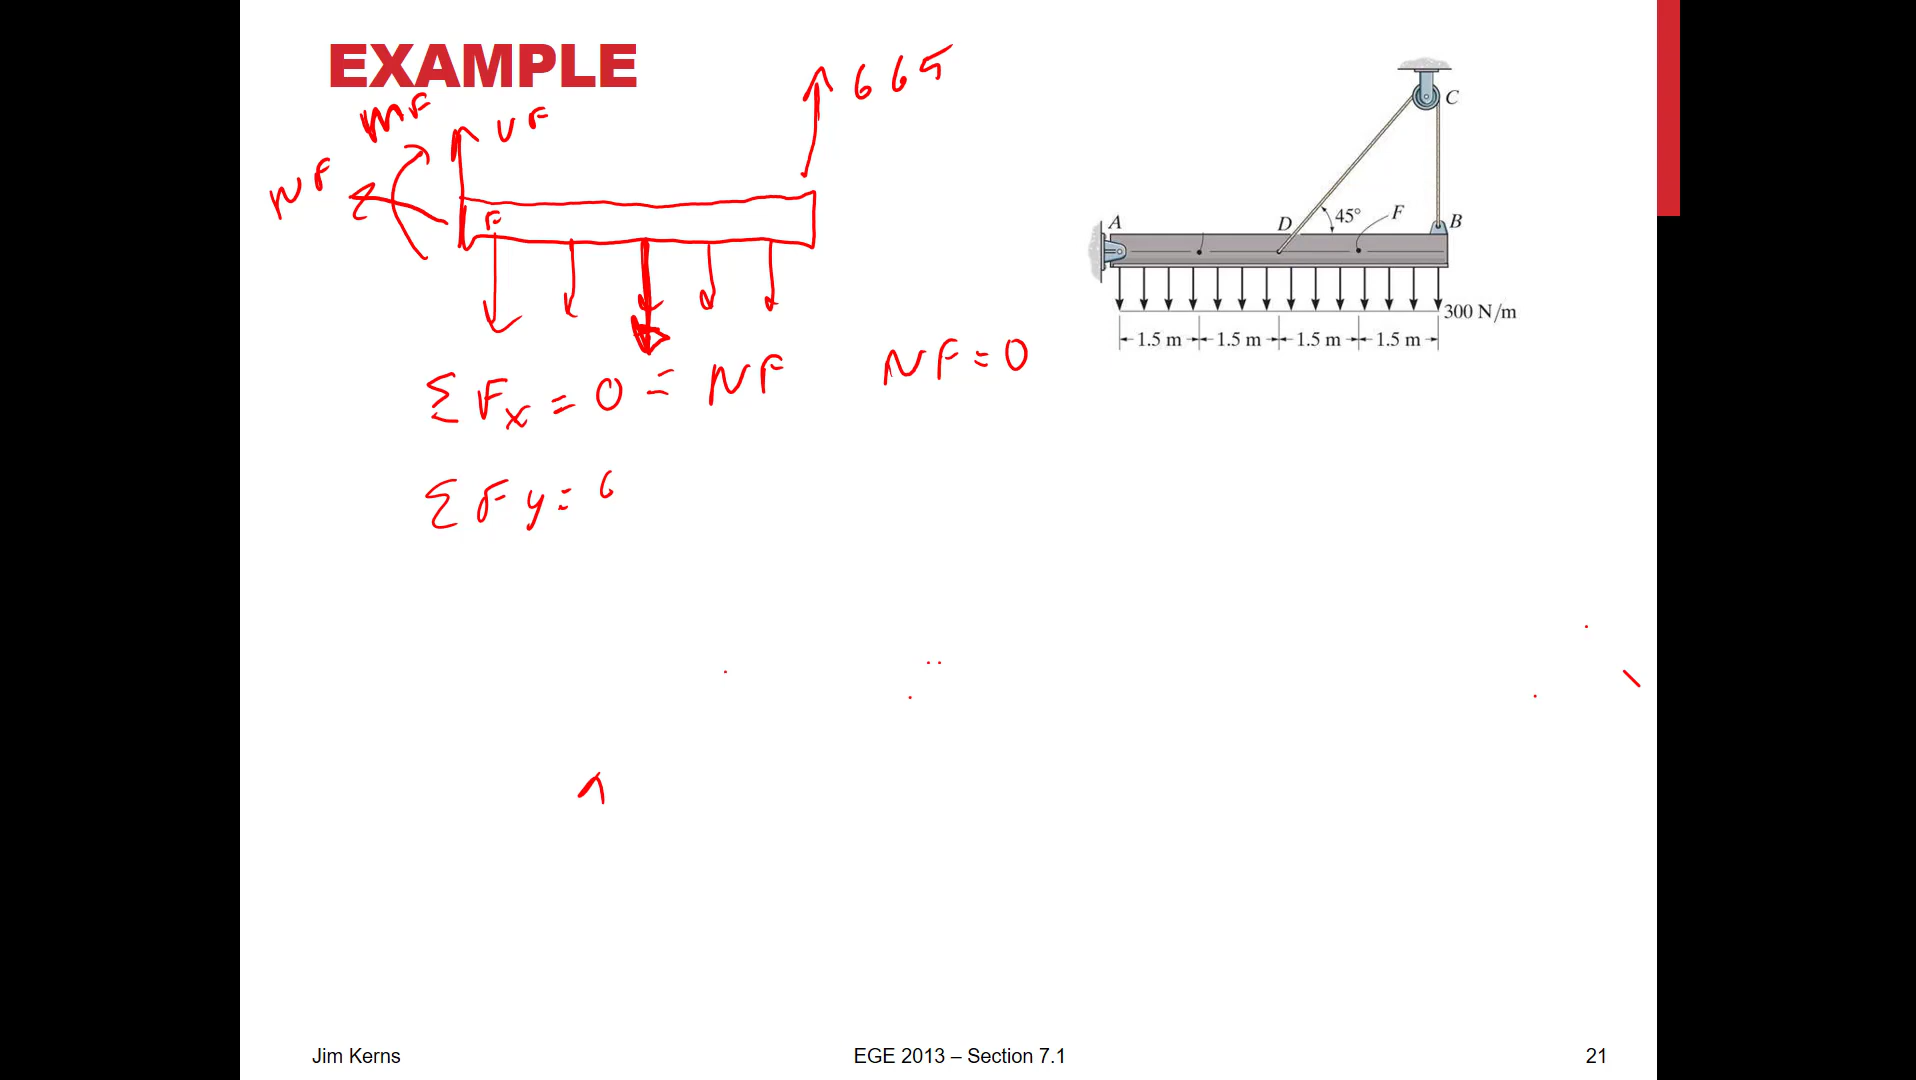 EXAMPLE
MF
NF
VF
665
F
ΣFx = 0 = NF
NF = 0
ΣFy = 6
C
A
D
45°
F
B
300 N/m
1.5 m
1.5 m
1.5 m
1.5 m
Jim Kerns
EGE 2013 – Section 7.1
21